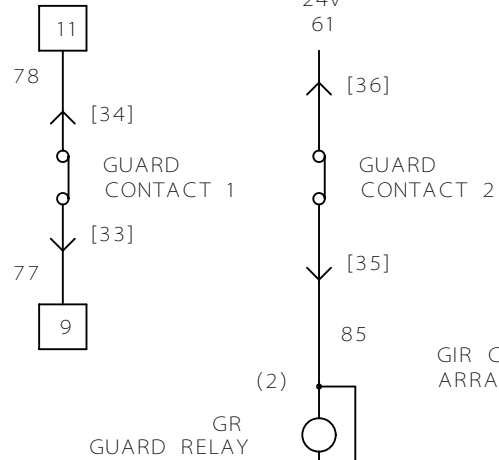 24V
61
11
78
[34]
[36]
GUARD
CONTACT 1
GUARD
CONTACT 2
[33]
[35]
77
9
85
GIR
ARRA
(2)
GR
GUARD RELAY